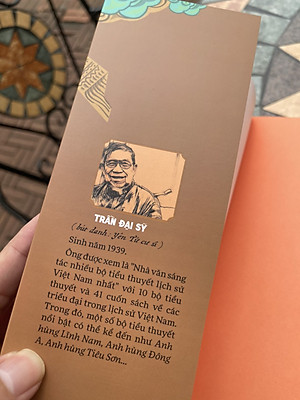 TRẦN ĐẠI SỸ
(bút danh: Yên Tử cư sĩ)
Sinh năm 1939.
Ông được xem là "Nhà văn sáng
tác nhiều bộ tiểu thuyết lịch sử
Việt Nam nhất" với 10 bộ tiểu
thuyết và 41 cuốn sách về các
triều đại trong lịch sử Việt Nam.
Trong đó, một số bộ tiểu thuyết
nổi bật có thể kể đến như Anh
hùng Lĩnh Nam, Anh hùng Đông
A, Anh hùng Tiêu Sơn...